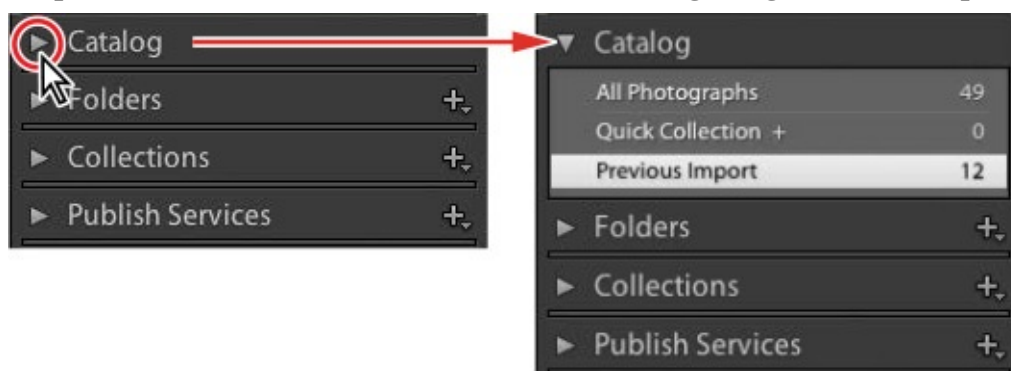 Catalog
Folders
Collections
Publish Services
Catalog
All Photographs 49
Quick Collection + 0
Previous Import 12
Folders
Collections
Publish Services